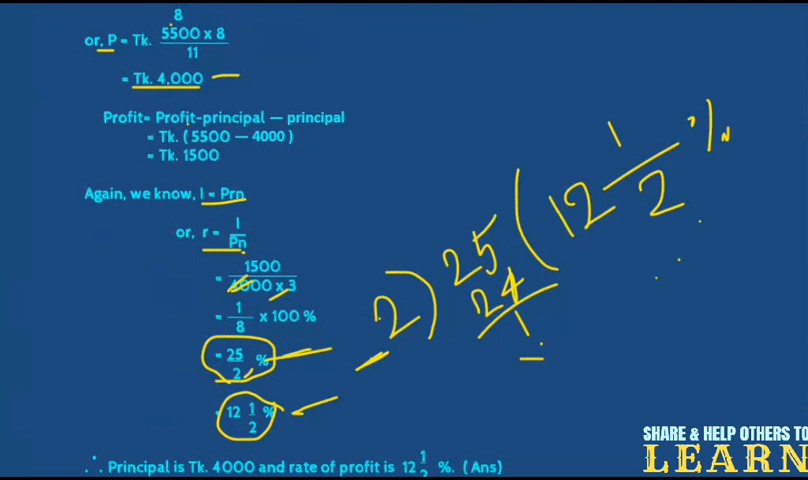 8
or, P = Tk. 5500 x 8
11
= Tk. 4,000
Profit= Profit-principal — principal
= Tk. ( 5500 — 4000 )
= Tk. 1500
Again, we know, I = Prn
or, r = I
Pn
= 1500
4000 x 3
= 1/8 x 100 %
= 25/2 %
= 12 1/2 %
2) 25 ( 12 1/2 %
24
1
∴ Principal is Tk. 4000 and rate of profit is 12 1/2 %. (Ans)
SHARE & HELP OTHERS TO
LEARN